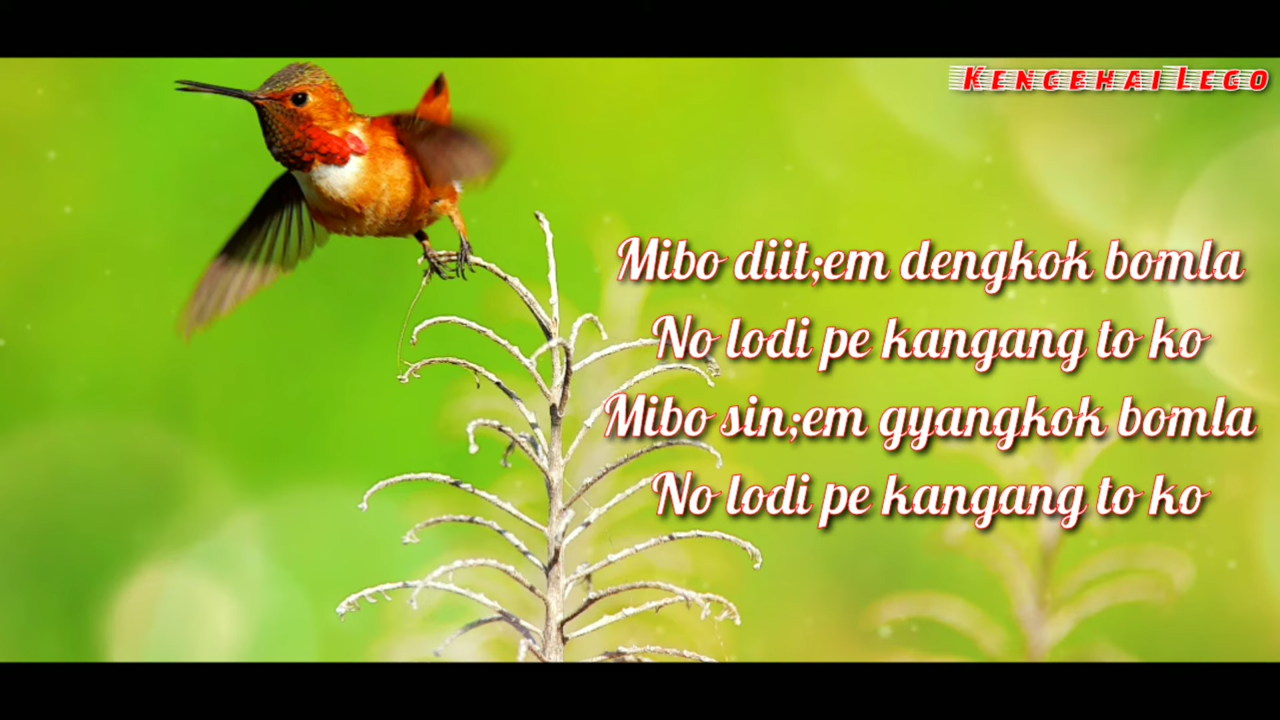 KENGEHAI LEGO
Mibo diit;em dengkok bomla
No lodi pe kangang to ko
Mibo sin;em gyangkok bomla
No lodi pe kangang to ko